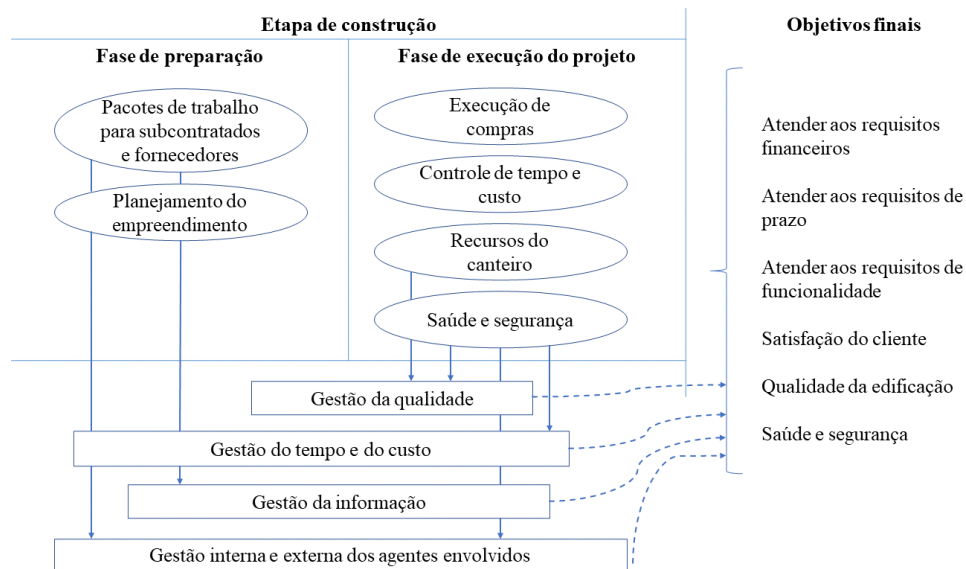 Etapa de construção
Objetivos finais
Fase de preparação
Fase de execução do projeto
Pacotes de trabalho
para subcontratados
e fornecedores
Planejamento do
empreendimento
Execução de
compras
Controle de tempo e
custo
Recursos do
canteiro
Saúde e segurança
Gestão da qualidade
Gestão do tempo e do custo
Gestão da informação
Gestão interna e externa dos agentes envolvidos
Atender aos requisitos
financeiros
Atender aos requisitos de
prazo
Atender aos requisitos de
funcionalidade
Satisfação do cliente
Qualidade da edificação
Saúde e segurança